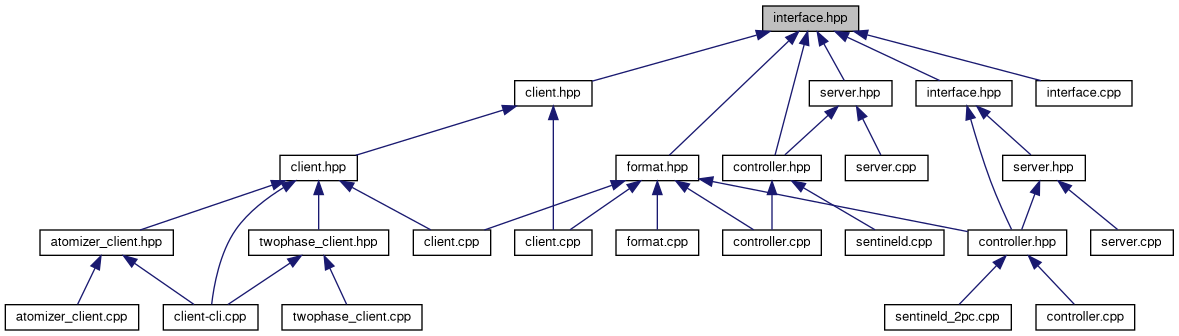 interface.hpp
client.hpp
server.hpp
interface.hpp
interface.cpp
client.hpp
format.hpp
controller.hpp
server.cpp
server.hpp
atomizer_client.hpp
twophase_client.hpp
client.cpp
client.cpp
format.cpp
controller.cpp
sentineld.cpp
controller.hpp
server.cpp
atomizer_client.cpp
client-cli.cpp
twophase_client.cpp
sentineld_2pc.cpp
controller.cpp